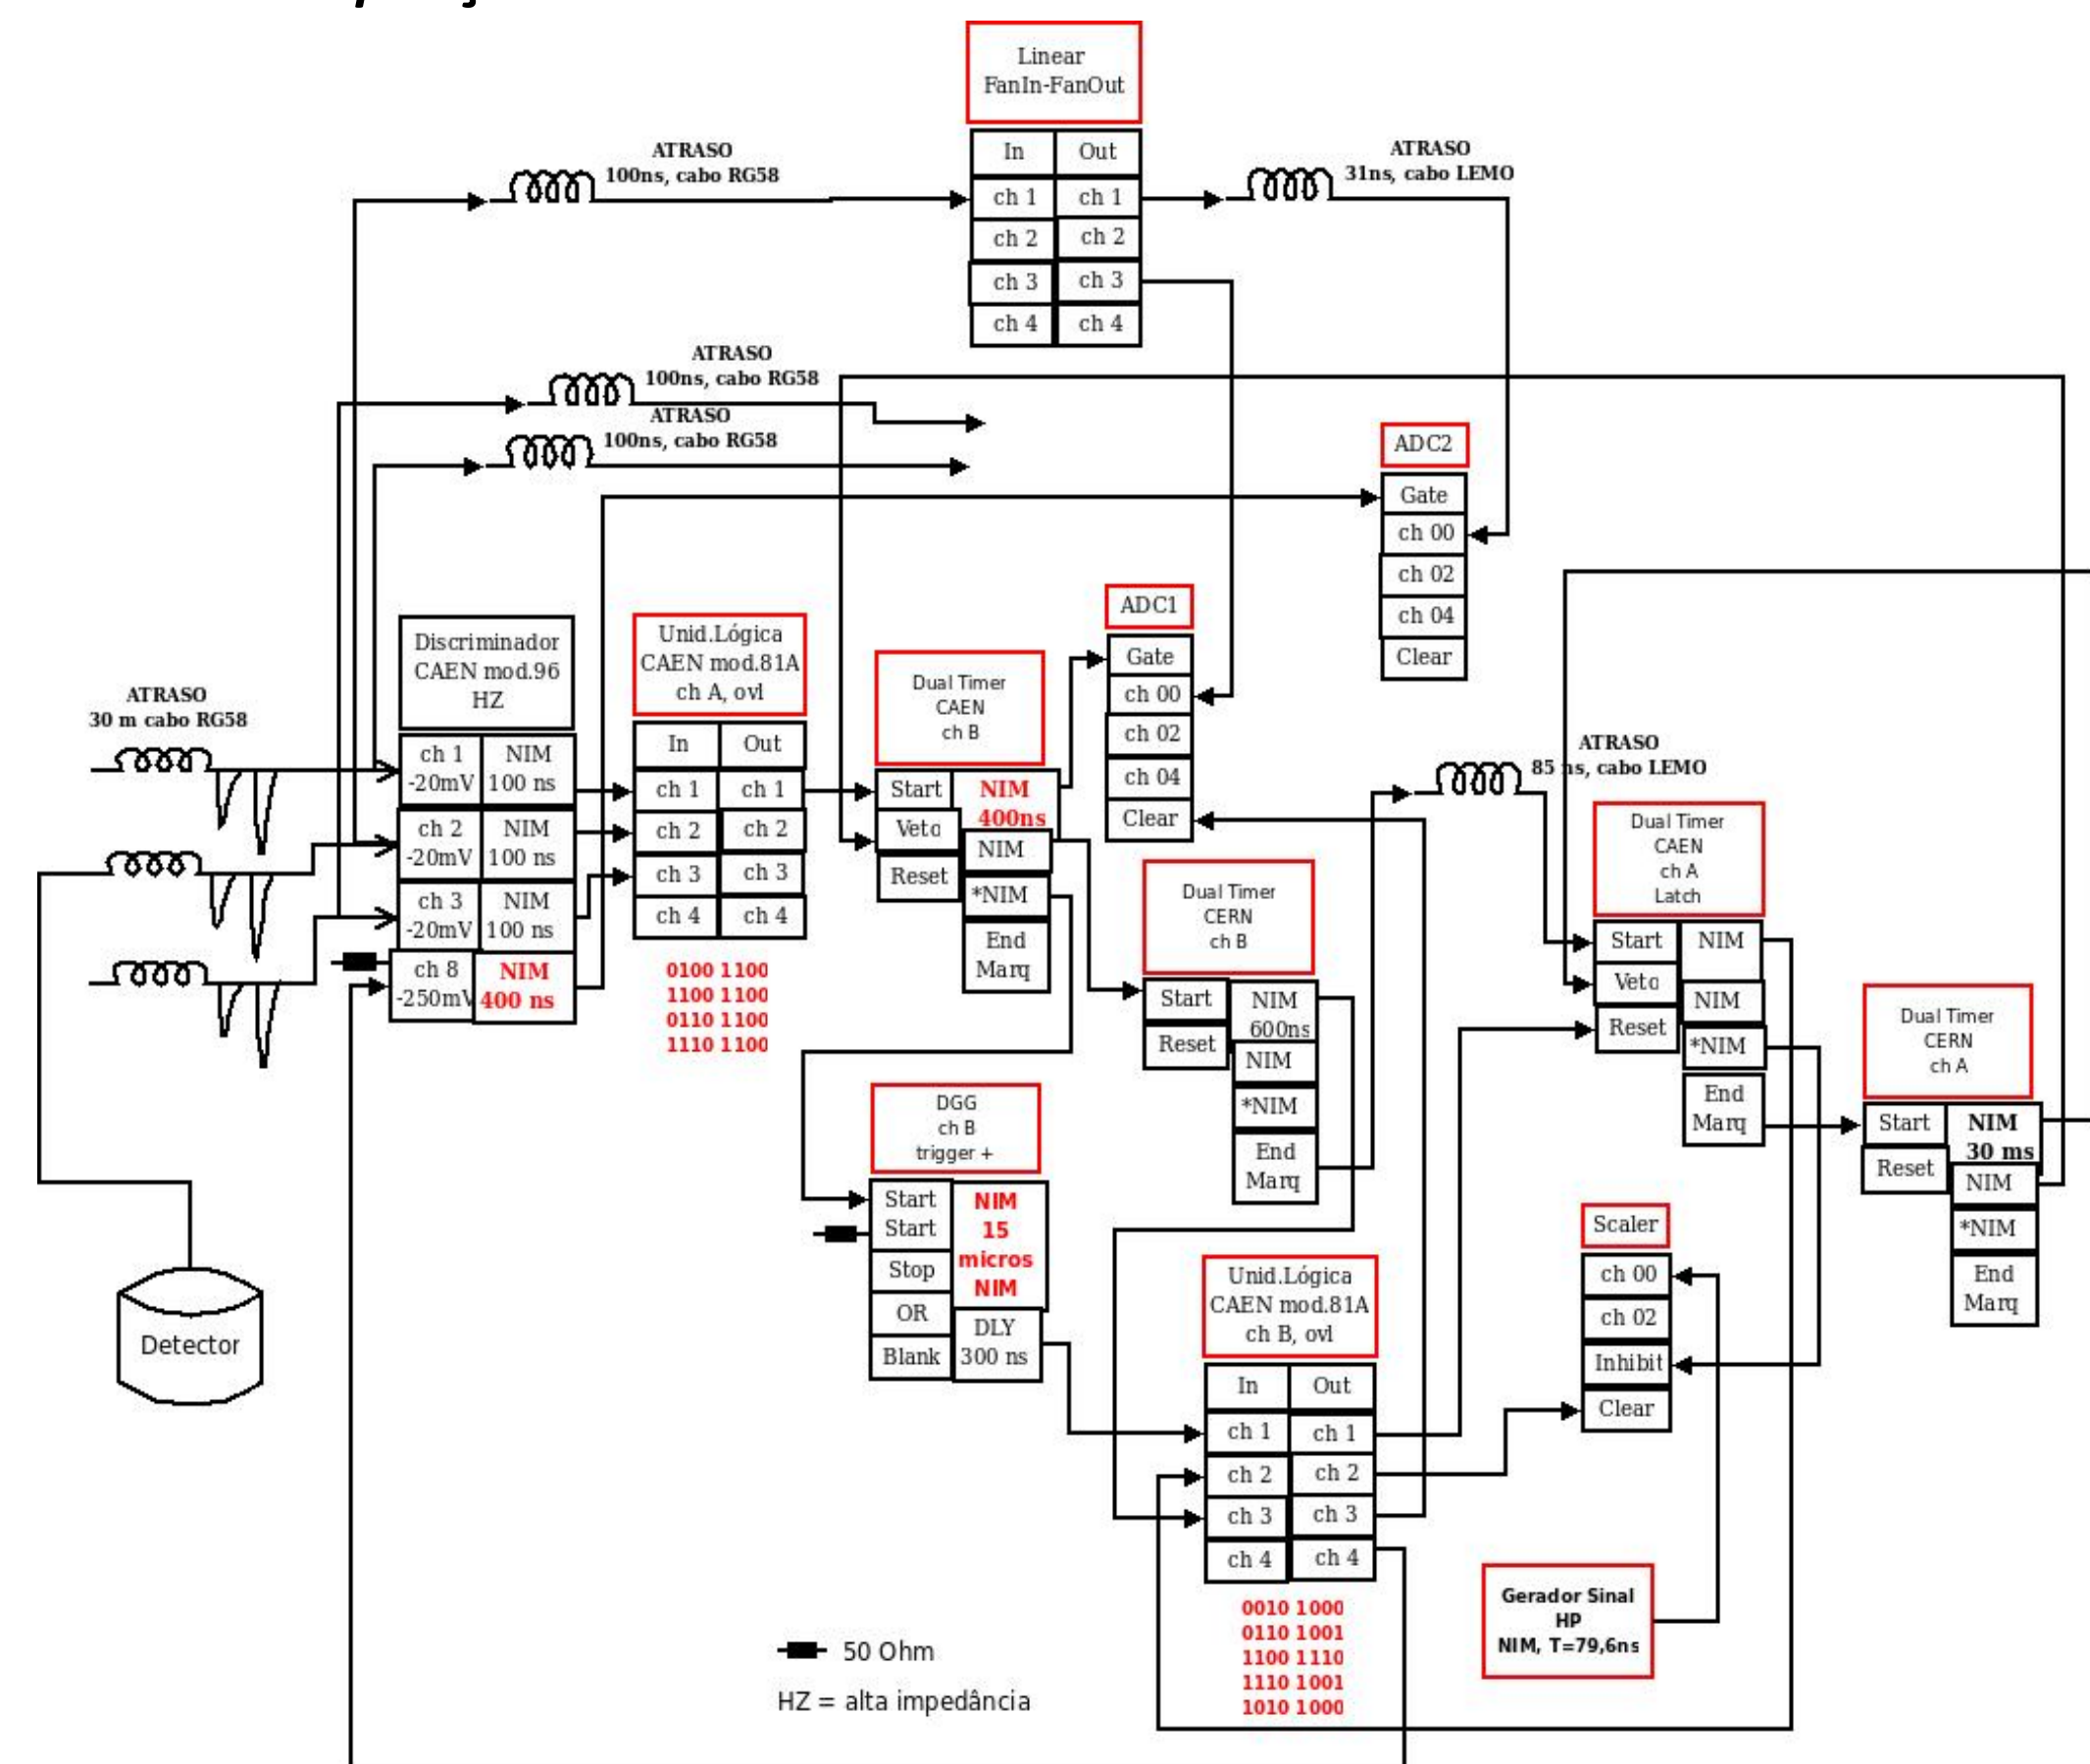 Linear
FanIn-FanOut
In Out
ch 1 ch 1
ch 2 ch 2
ch 3 ch 3
ch 4 ch 4
ATRASO
100ns, cabo RG58
ATRASO
31ns, cabo LEMO
ATRASO
100ns, cabo RG58
ATRASO
100ns, cabo RG58
ADC2
Gate
ch 00
ch 02
ch 04
Clear
ADC1
Gate
ch 00
ch 02
ch 04
Clear
ATRASO
30 m cabo RG58
Discriminador
CAEN mod.96
HZ
ch 1 NIM
-20mV 100 ns
ch 2 NIM
-20mV 100 ns
ch 3 NIM
-20mV 100 ns
ch 8 NIM
-250mV 400 ns
Unid.Lógica
CAEN mod.81A
ch A, ovl
In Out
ch 1 ch 1
ch 2 ch 2
ch 3 ch 3
ch 4 ch 4
0100 1100
1100 1100
0110 1100
1110 1100
Dual Timer
CAEN
ch B
Start NIM
400ns
Veto
NIM
Reset
*NIM
End
Marq
Dual Timer
CERN
ch B
Start NIM
600ns
Reset
NIM
*NIM
End
Marq
ATRASO
85 ns, cabo LEMO
Dual Timer
CAEN
ch A
Latch
Start NIM
Veto
NIM
Reset
*NIM
End
Marq
Dual Timer
CERN
ch A
Start NIM
30 ms
Reset
NIM
*NIM
End
Marq
DGG
ch B
trigger +
Start NIM
Start 15
micros
Stop
NIM
OR
DLY
Blank 300 ns
Detector
Unid.Lógica
CAEN mod.81A
ch B, ovl
In Out
ch 1 ch 1
ch 2 ch 2
ch 3 ch 3
ch 4 ch 4
0010 1000
0110 1001
1100 1110
1110 1001
1010 1000
Scaler
ch 00
ch 02
Inhibit
Clear
Gerador Sinal
HP
NIM, T=79,6ns
50 Ohm
HZ = alta impedância